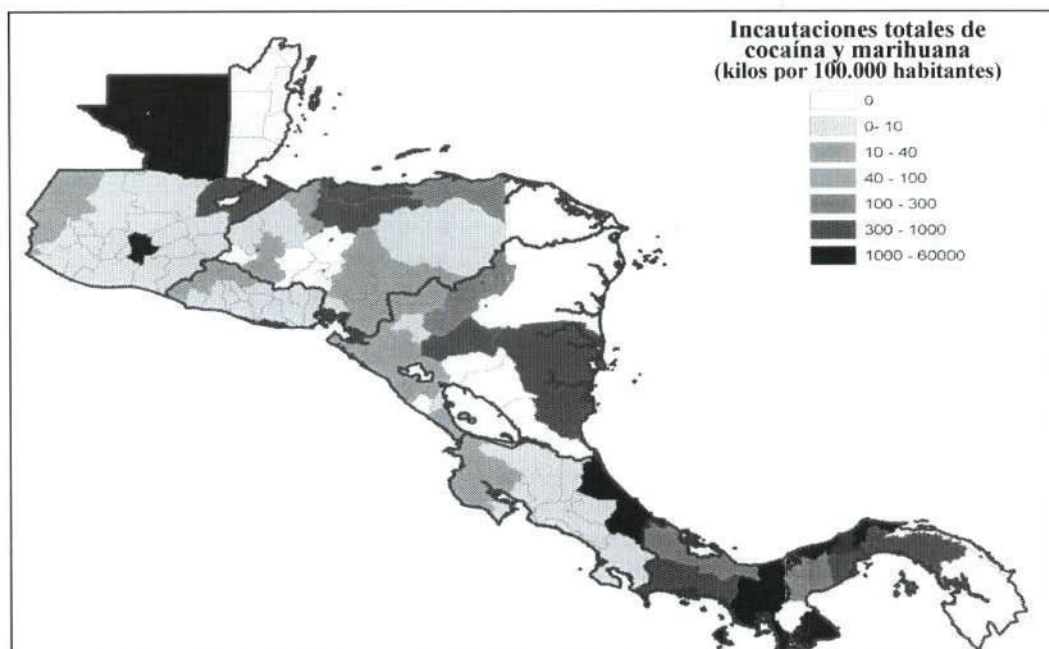 Incautaciones totales de
cocaína y marihuana
(kilos por 100.000 habitantes)
0
0- 10
10 - 40
40 - 100
100 - 300
300 - 1000
1000 - 60000